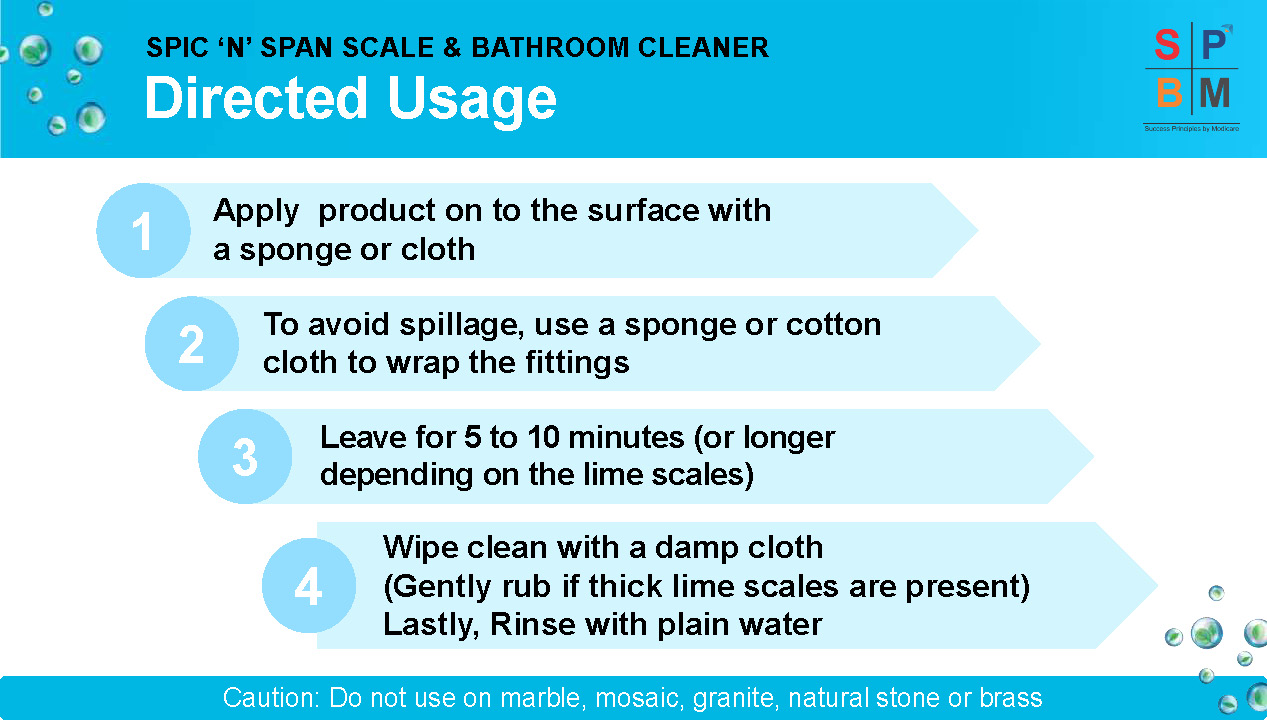 SPIC ‘N’ SPAN SCALE & BATHROOM CLEANER
Directed Usage
S P
B M
Success Principles by Modicare
1
Apply  product on to the surface with
a sponge or cloth
2
To avoid spillage, use a sponge or cotton
cloth to wrap the fittings
3
Leave for 5 to 10 minutes (or longer
depending on the lime scales)
4
Wipe clean with a damp cloth
(Gently rub if thick lime scales are present)
Lastly, Rinse with plain water
Caution: Do not use on marble, mosaic, granite, natural stone or brass